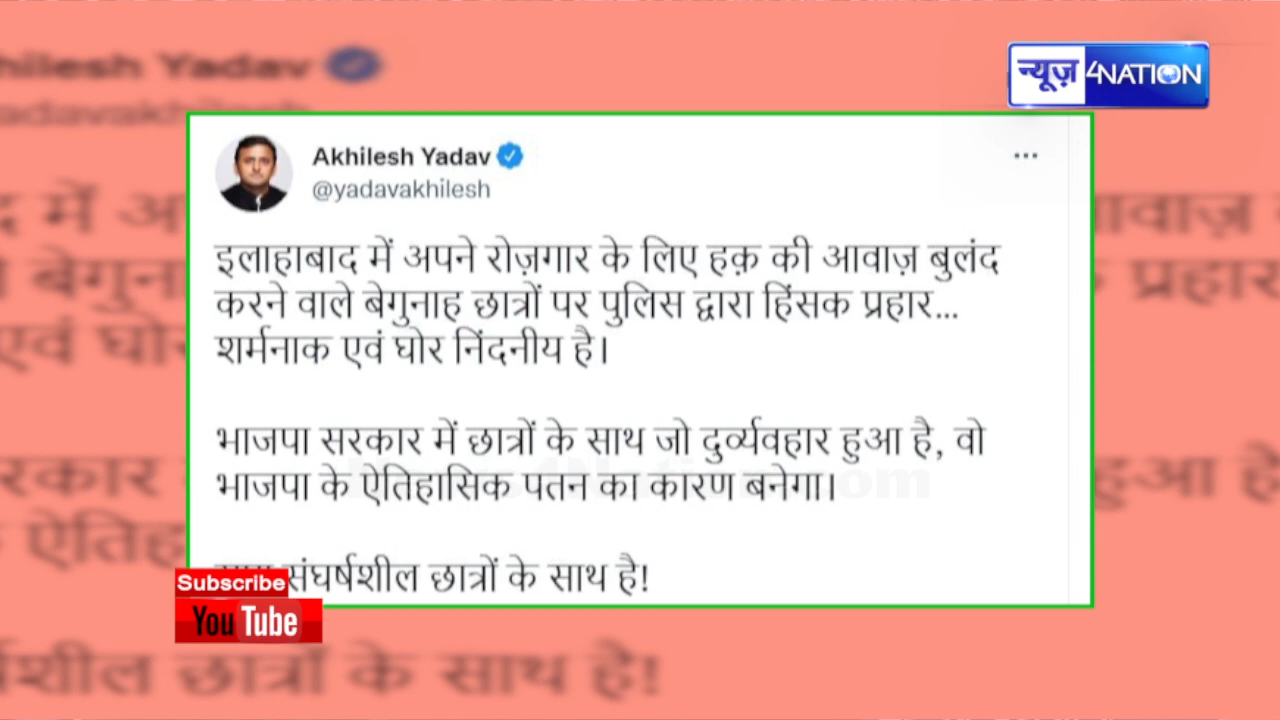 न्यूज़ 4NATION
Akhilesh Yadav
@yadavakhilesh
इलाहाबाद में अपने रोज़गार के लिए हक़ की आवाज़ बुलंद
करने वाले बेगुनाह छात्रों पर पुलिस द्वारा हिंसक प्रहार...
शर्मनाक एवं घोर निंदनीय है।
भाजपा सरकार में छात्रों के साथ जो दुर्व्यवहार हुआ है, वो
भाजपा के ऐतिहासिक पतन का कारण बनेगा।
संघर्षशील छात्रों के साथ है!
Subscribe
YouTube